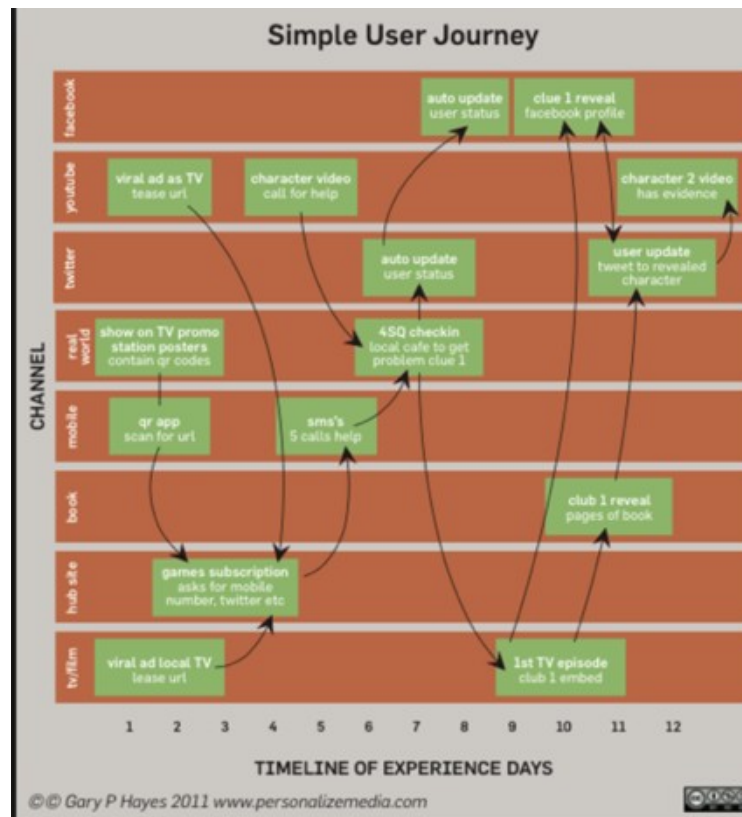 Simple User Journey
CHANNEL
facebook
auto update
user status
clue 1 reveal
facebook profile
youtube
viral ad as TV
tease url
character video
call for help
character 2 video
has evidence
twitter
auto update
user status
user update
tweet to revealed
character
real
world
show on TV promo
station posters
contain qr codes
4SQ checkin
local cafe to get
problem clue 1
mobile
qr app
scan for url
sms's
5 calls help
book
club 1 reveal
pages of book
hub site
games subscription
asks for mobile
number, twitter etc
tv/film
viral ad local TV
lease url
1st TV episode
club 1 embed
1 2 3 4 5 6 7 8 9 10 11 12
TIMELINE OF EXPERIENCE DAYS
©© Gary P Hayes 2011 www.personalizemedia.com